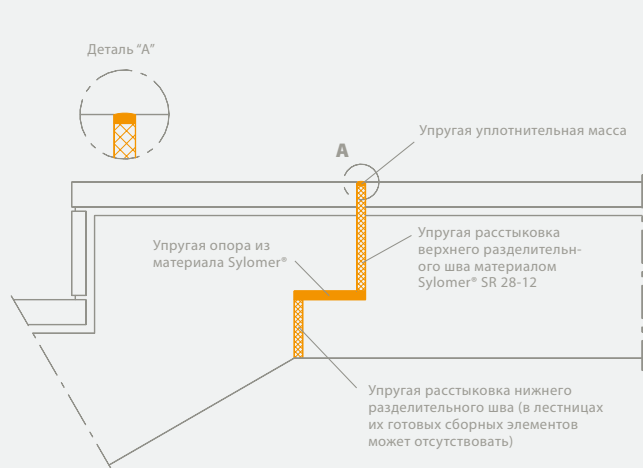 Деталь “A”
Упругая уплотнительная масса
A
Упругая опора из
материала Sylomer®
Упругая расстыковка
верхнего разделительн-
ого шва материалом
Sylomer® SR 28-12
Упругая расстыковка нижнего
разделительного шва (в лестницах
их готовых сборных элементов
может отсутствовать)